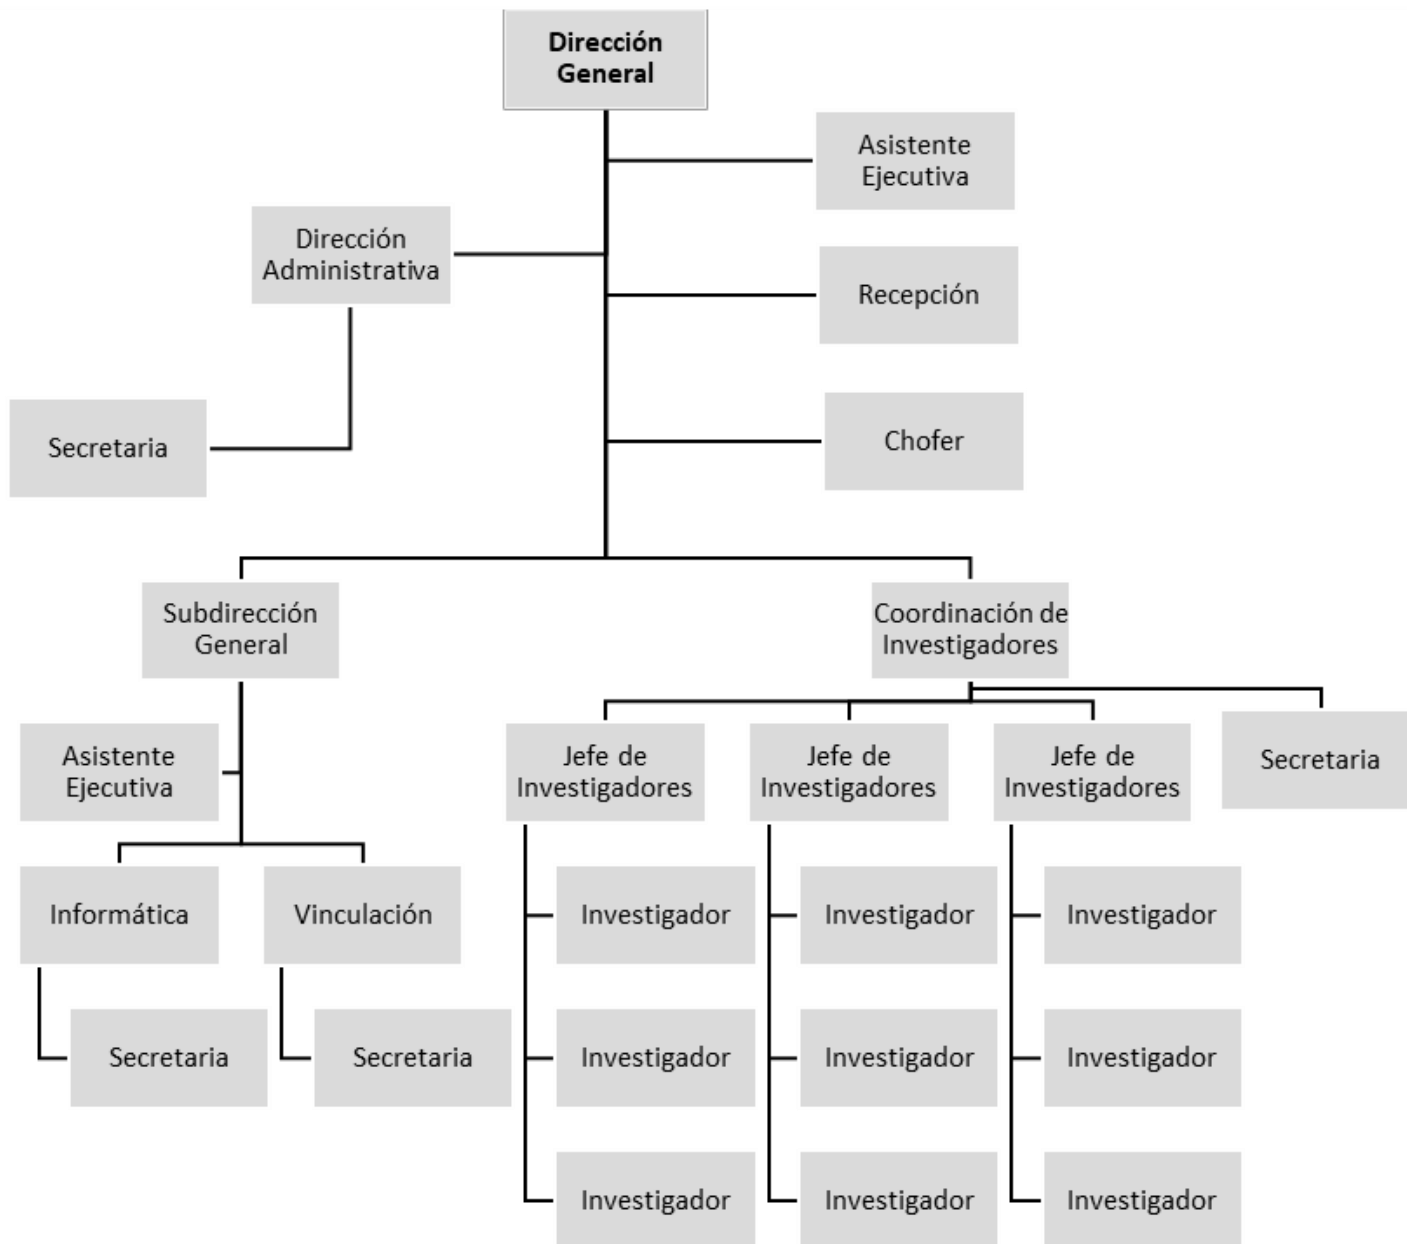 Dirección
General
Asistente
Ejecutiva
Dirección
Administrativa
Recepción
Chofer
Secretaria
Subdirección
General
Coordinación de
Investigadores
Asistente
Ejecutiva
Jefe de
Investigadores
Jefe de
Investigadores
Jefe de
Investigadores
Secretaria
Informática
Vinculación
Investigador
Investigador
Investigador
Secretaria
Secretaria
Investigador
Investigador
Investigador
Investigador
Investigador
Investigador